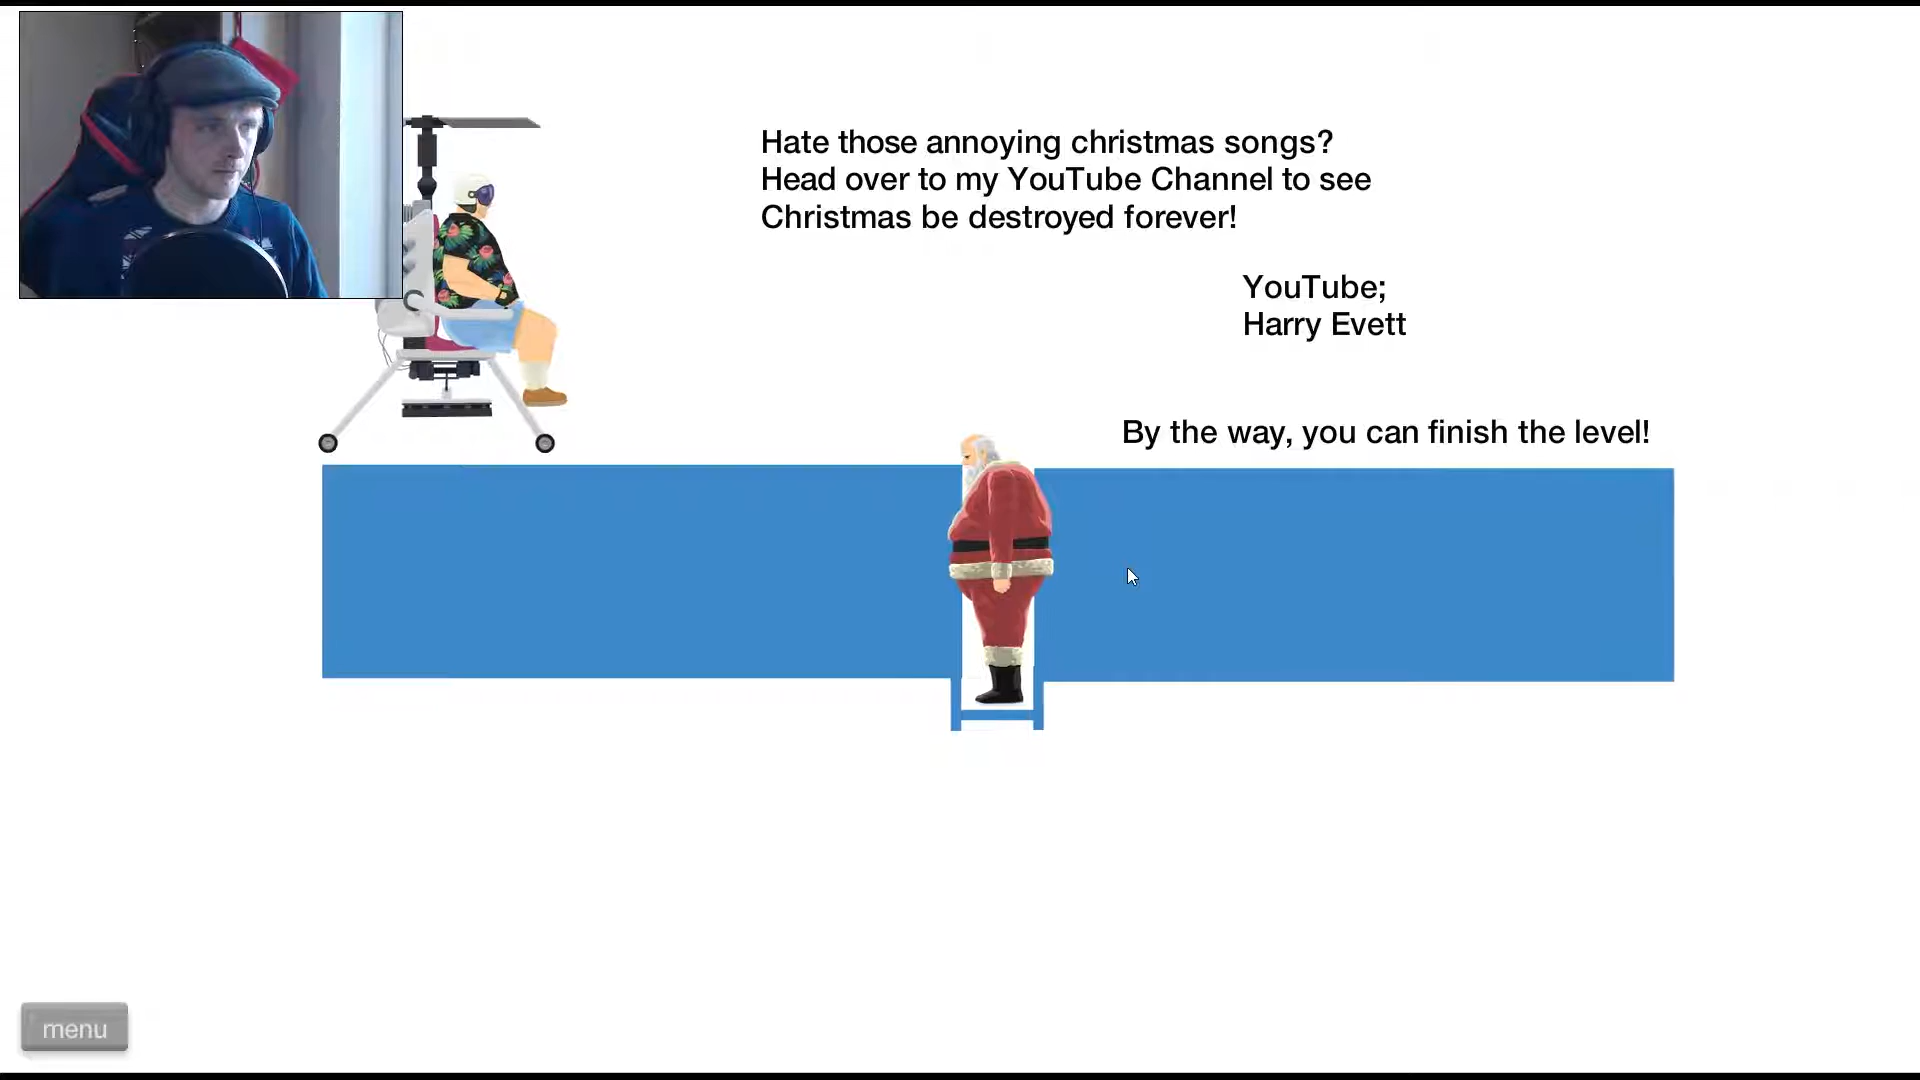 Hate those annoying christmas songs?
Head over to my YouTube Channel to see
Christmas be destroyed forever!
YouTube;
Harry Evett
By the way, you can finish the level!
menu